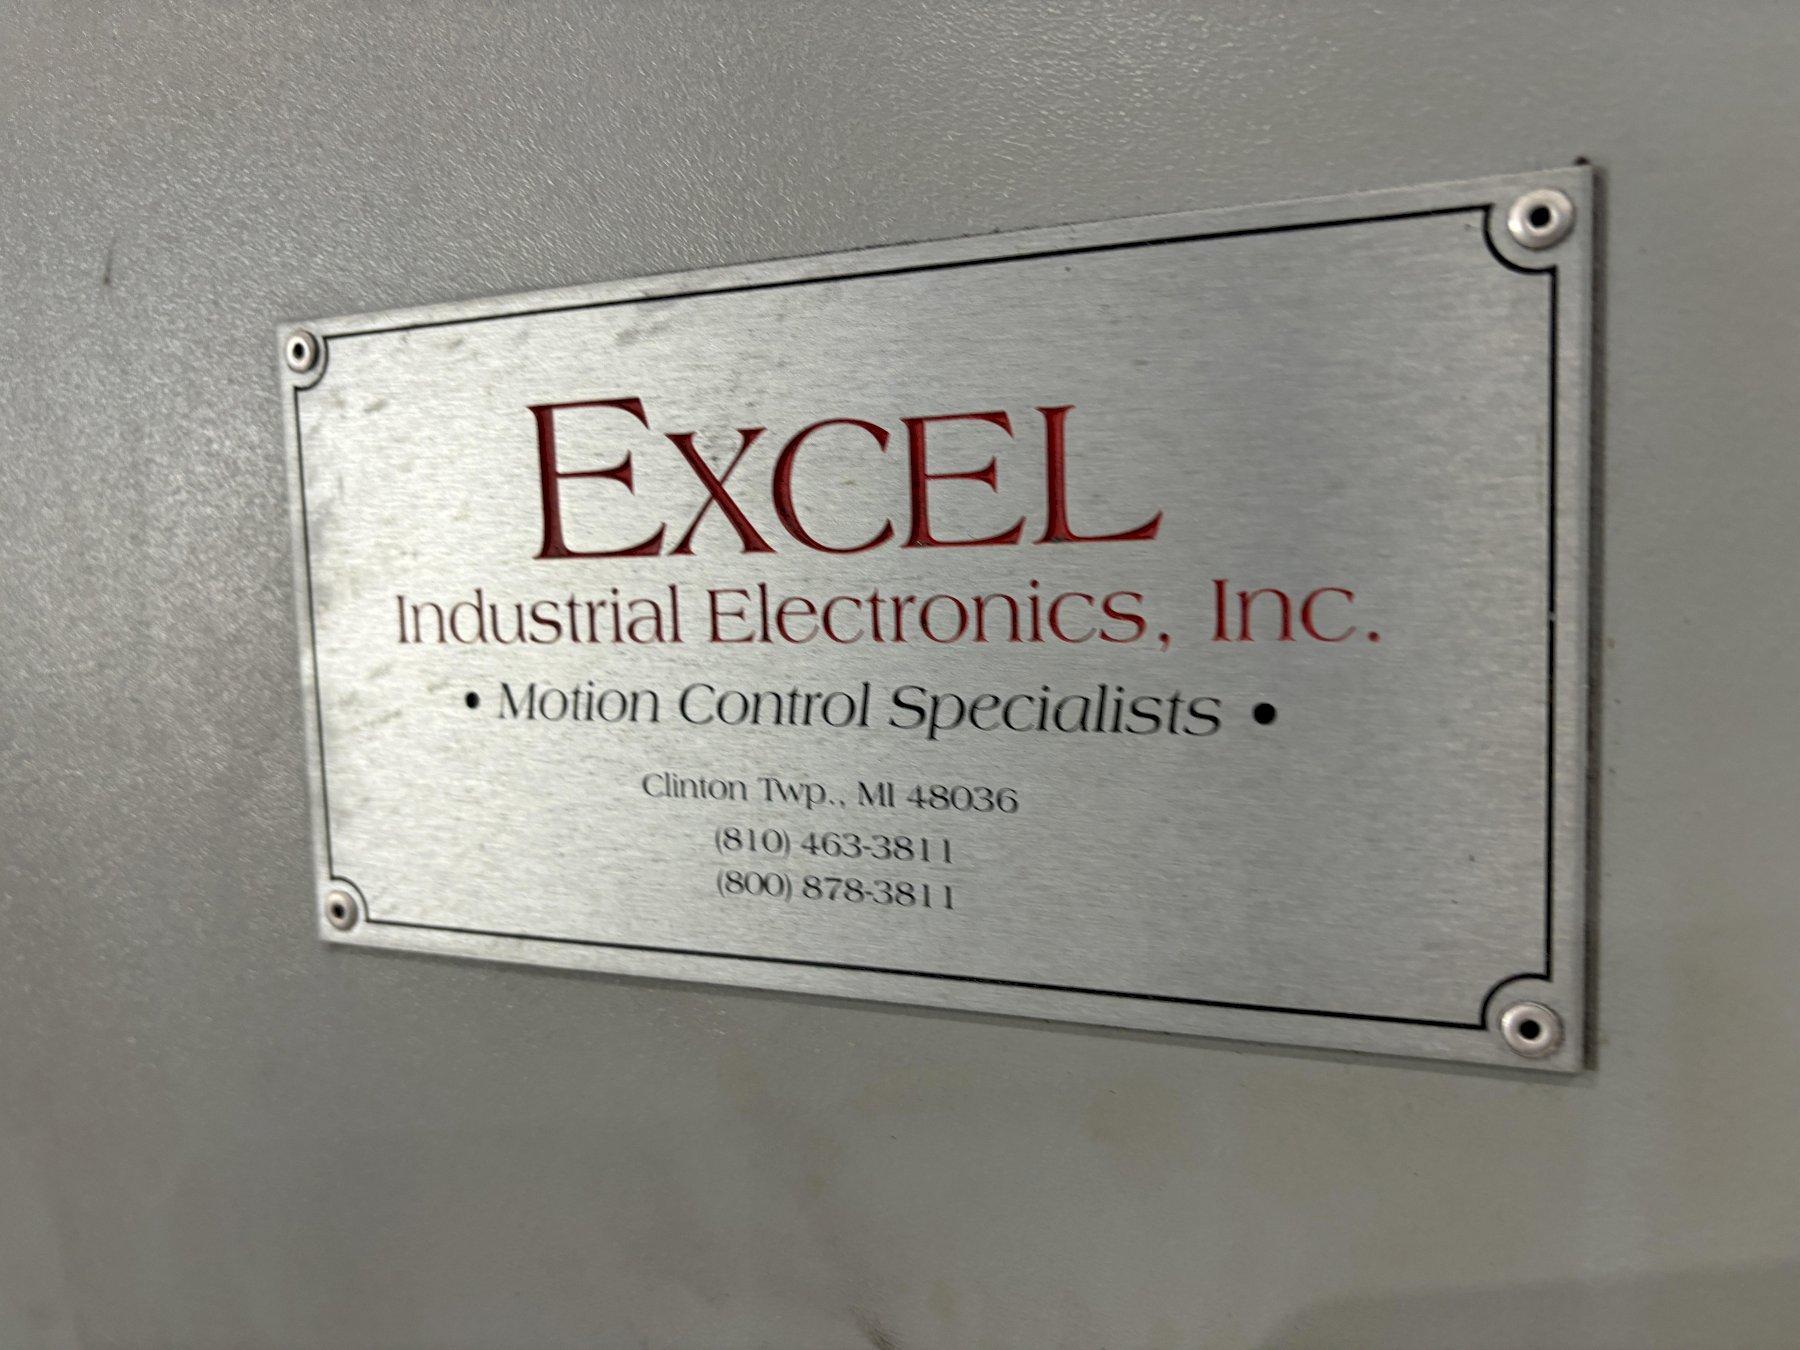 EXCEL
Industrial Electronics, Inc.
• Motion Control Specialists •
Clinton Twp., MI 48036
(810) 463-3811
(800) 878-3811